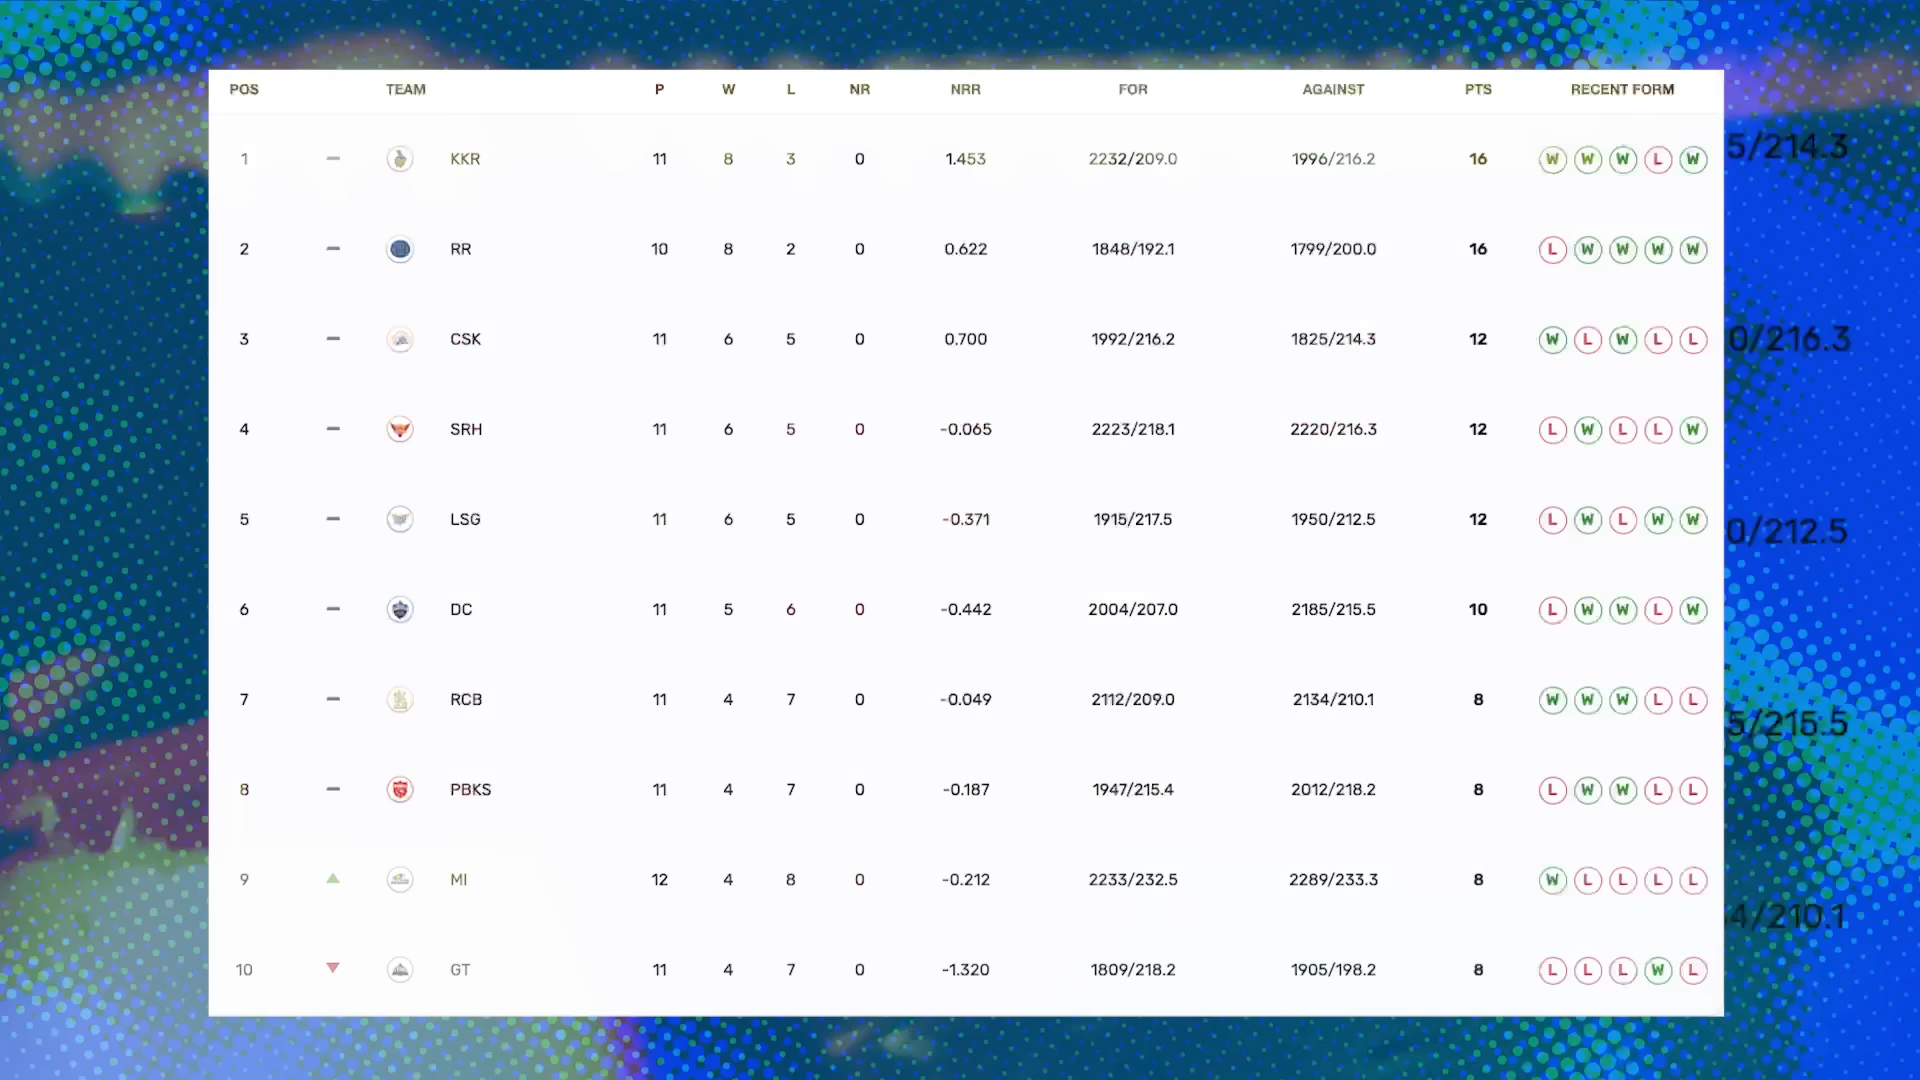 POS TEAM P W L NR NRR FOR AGAINST PTS RECENT FORM
1 KKR 11 8 3 0 1.453 2232/209.0 1996/216.2 16 W W W L W
5/214.3
2 RR 10 8 2 0 0.622 1848/192.1 1799/200.0 16 L W W W W
3 CSK 11 6 5 0 0.700 1992/216.2 1825/214.3 12 W L W L L
0/216.3
4 SRH 11 6 5 0 -0.065 2223/218.1 2220/216.3 12 L W L L W
5 LSG 11 6 5 0 -0.371 1915/217.5 1950/212.5 12 L W L W W
0/212.5
6 DC 11 5 6 0 -0.442 2004/207.0 2185/215.5 10 L W W L W
7 RCB 11 4 7 0 -0.049 2112/209.0 2134/210.1 8 W W W L L
5/215.5
8 PBKS 11 4 7 0 -0.187 1947/215.4 2012/218.2 8 L W W L L
9 MI 12 4 8 0 -0.212 2233/232.5 2289/233.3 8 W L L L L
4/210.1
10 GT 11 4 7 0 -1.320 1809/218.2 1905/198.2 8 L L L W L